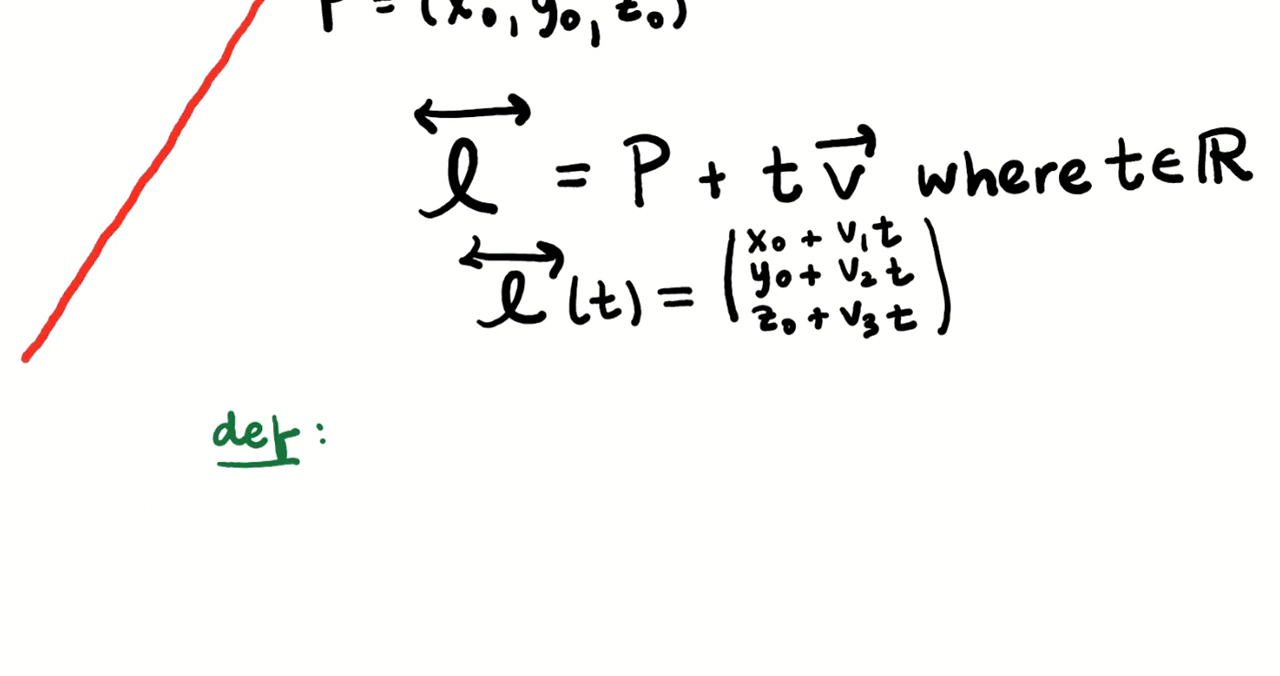 P = (x₀, y₀, z₀)
ℓ⃡ = P + t v⃗ where t ∈ ℝ
ℓ⃡(t) = ( x₀ + v₁t
y₀ + v₂t
z₀ + v₃t )
def: